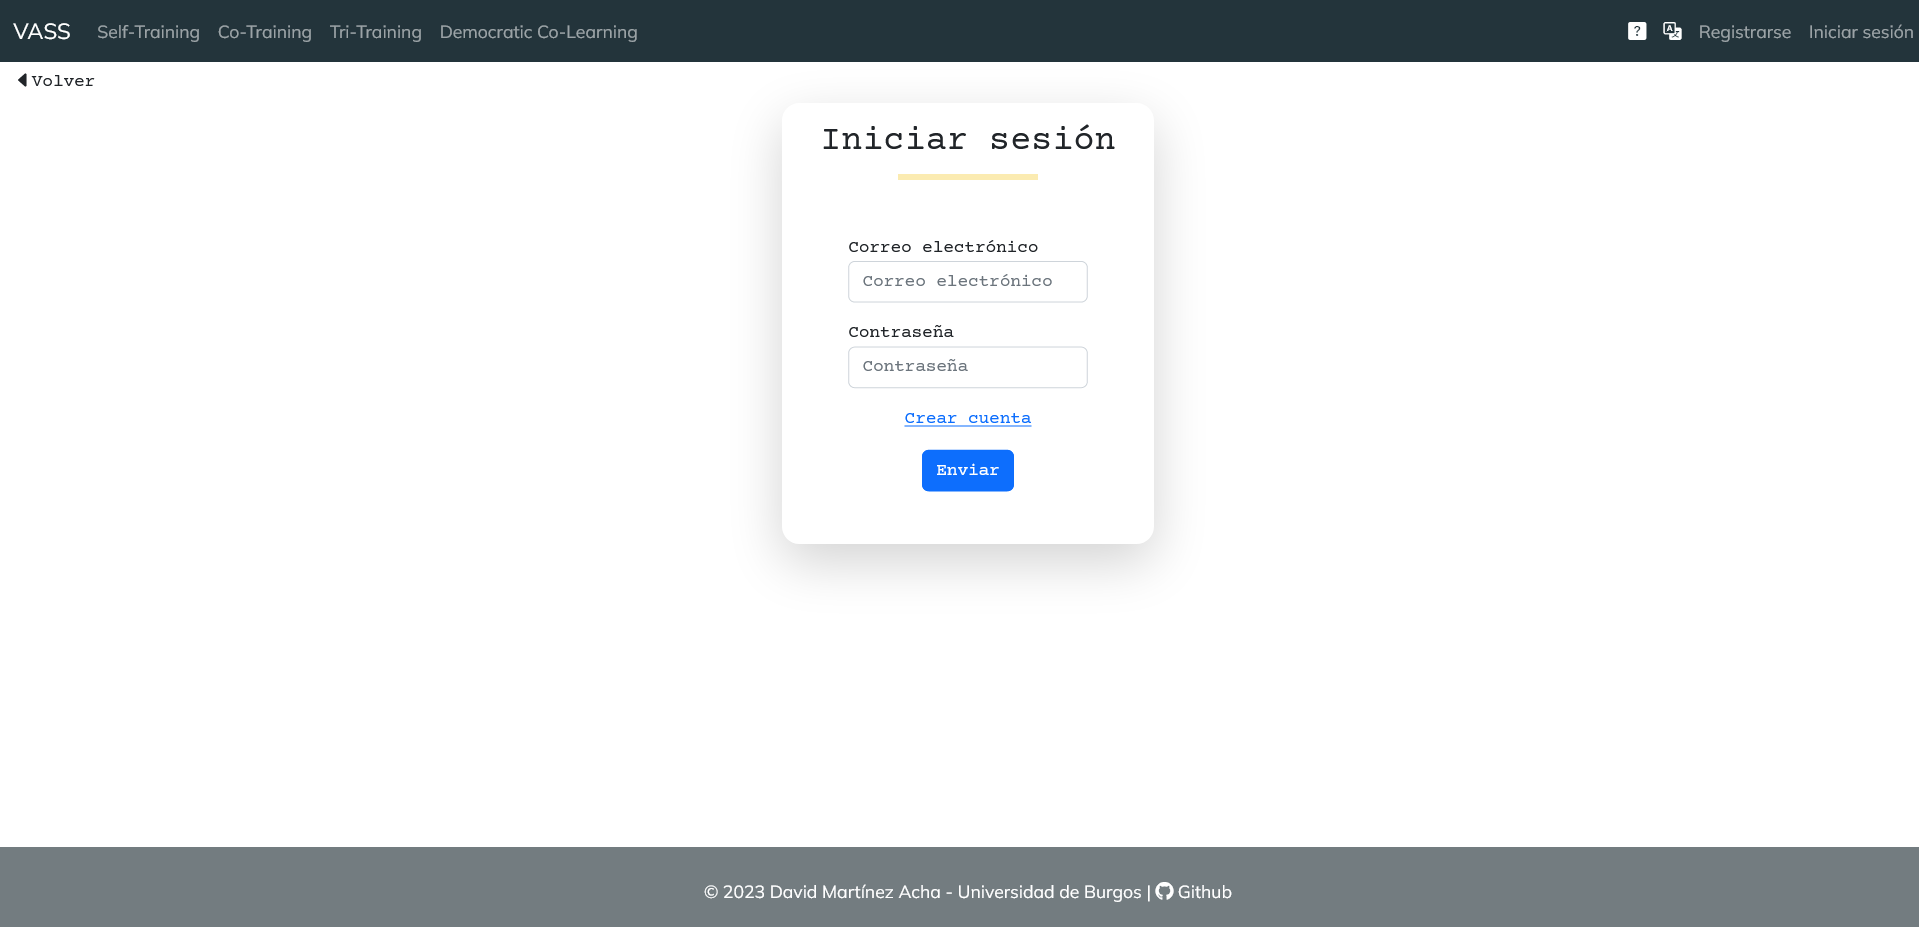 VASS Self-Training Co-Training Tri-Training Democratic Co-Learning Registrarse Iniciar sesión
Volver
Iniciar sesión
Correo electrónico
Correo electrónico
Contraseña
Contraseña
Crear cuenta
Enviar
© 2023 David Martínez Acha - Universidad de Burgos | Github